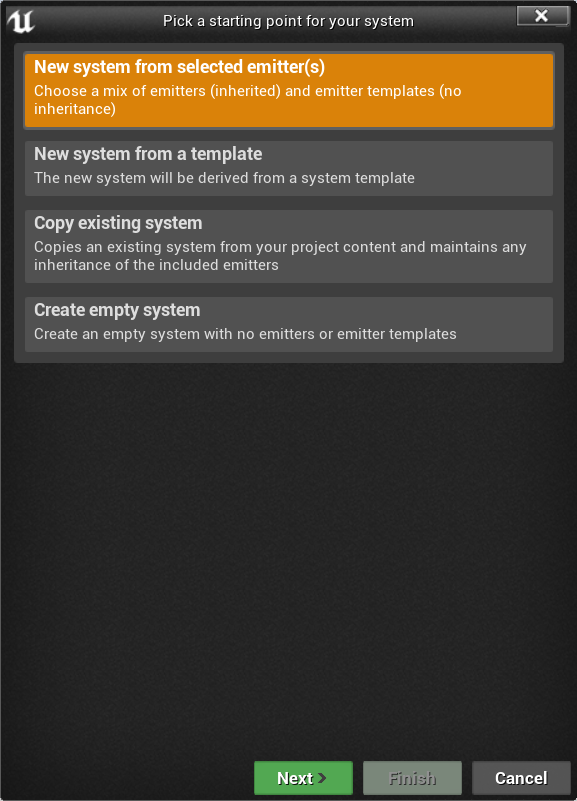 Pick a starting point for your system
New system from selected emitter(s)
Choose a mix of emitters (inherited) and emitter templates (no
inheritance)
New system from a template
The new system will be derived from a system template
Copy existing system
Copies an existing system from your project content and maintains any
inheritance of the included emitters
Create empty system
Create an empty system with no emitters or emitter templates
Next
Finish
Cancel